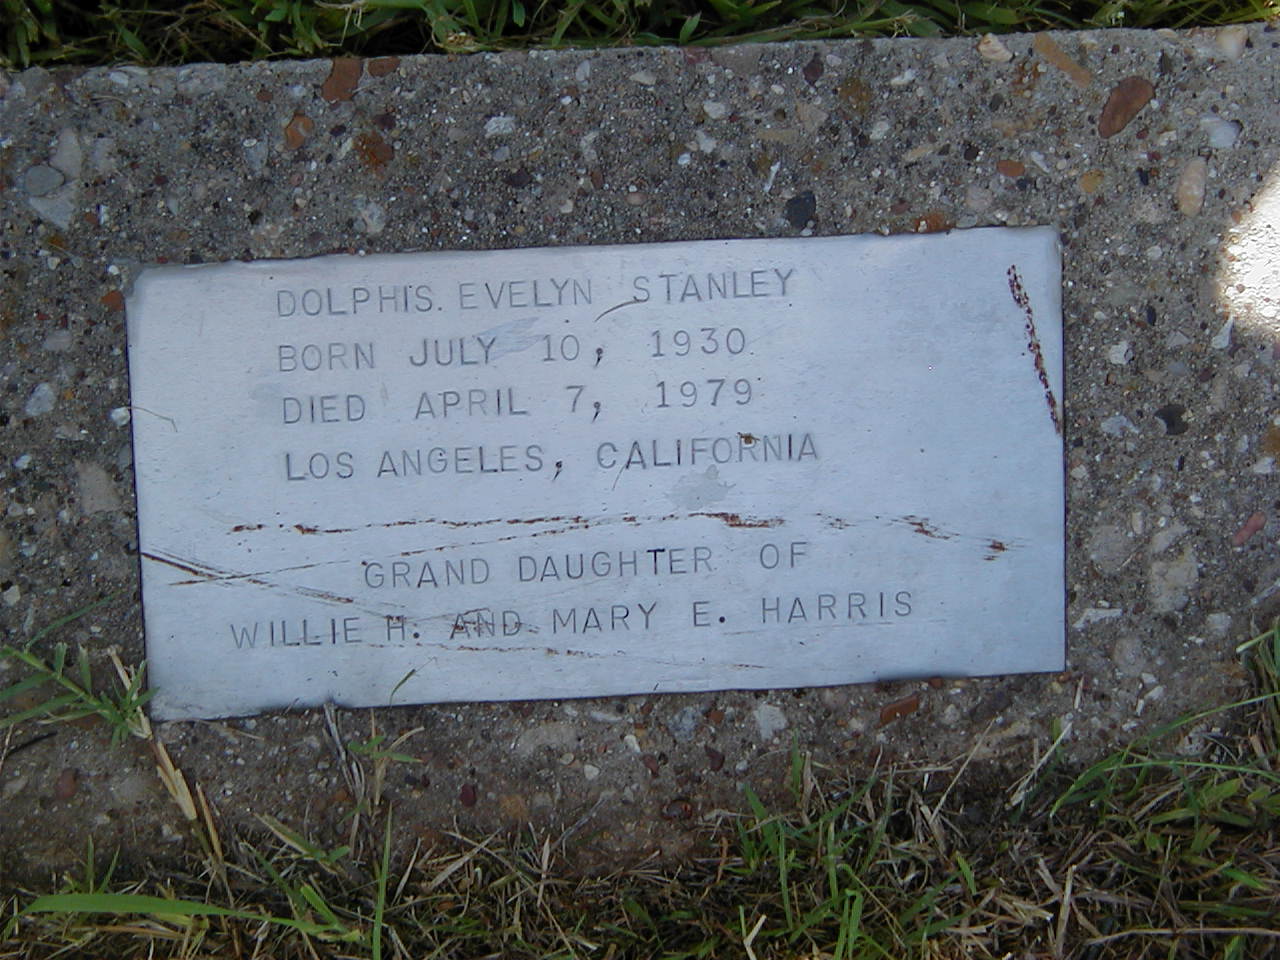 DOLPHIS. EVELYN STANLEY
BORN JULY 10, 1930
DIED APRIL 7, 1979
LOS ANGELES, CALIFORNIA
GRAND DAUGHTER OF
WILLIE H. AND MARY E. HARRIS